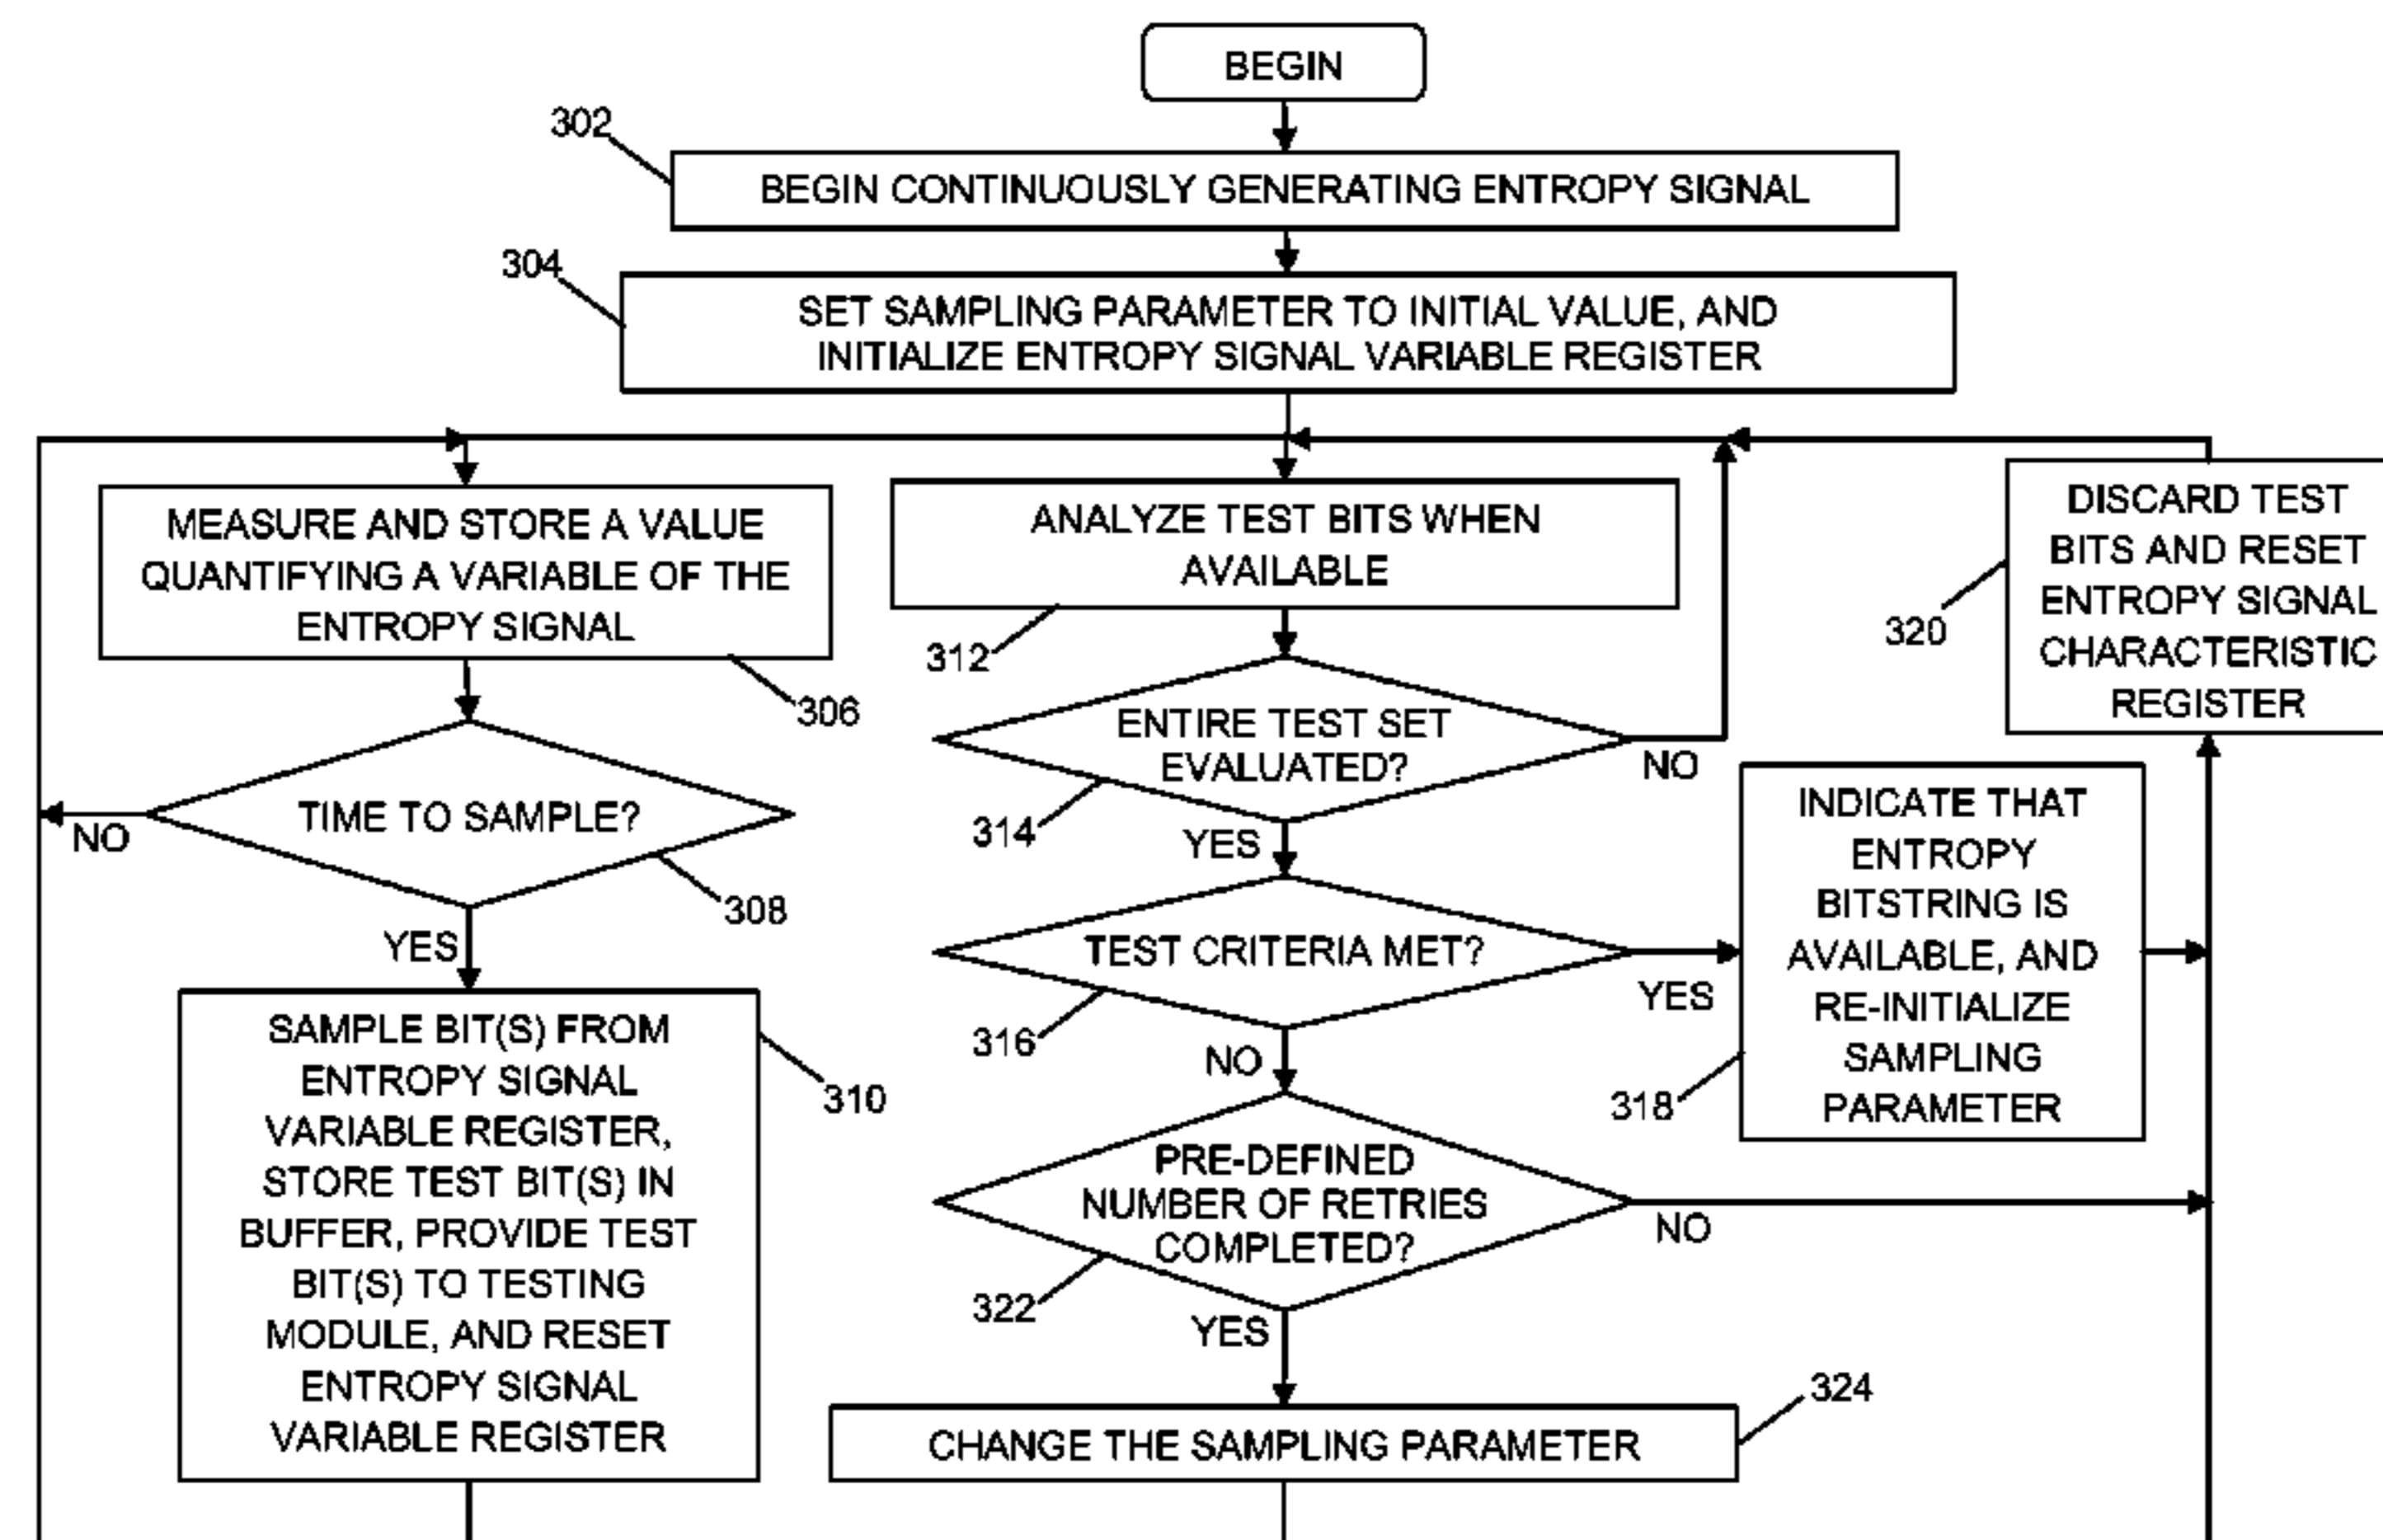 BEGIN
302
BEGIN CONTINUOUSLY GENERATING ENTROPY SIGNAL
304
SET SAMPLING PARAMETER TO INITIAL VALUE, AND
INITIALIZE ENTROPY SIGNAL VARIABLE REGISTER
MEASURE AND STORE A VALUE
QUANTIFYING A VARIABLE OF THE
ENTROPY SIGNAL
306
TIME TO SAMPLE?
NO
308
YES
SAMPLE BIT(S) FROM
ENTROPY SIGNAL
VARIABLE REGISTER,
STORE TEST BIT(S) IN
BUFFER, PROVIDE TEST
BIT(S) TO TESTING
MODULE, AND RESET
ENTROPY SIGNAL
VARIABLE REGISTER
310
ANALYZE TEST BITS WHEN
AVAILABLE
312
ENTIRE TEST SET
EVALUATED?
NO
314
YES
TEST CRITERIA MET?
YES
316
NO
INDICATE THAT
ENTROPY
BITSTRING IS
AVAILABLE, AND
RE-INITIALIZE
SAMPLING
PARAMETER
318
DISCARD TEST
BITS AND RESET
ENTROPY SIGNAL
CHARACTERISTIC
REGISTER
320
PRE-DEFINED
NUMBER OF RETRIES
COMPLETED?
NO
322
YES
324
CHANGE THE SAMPLING PARAMETER